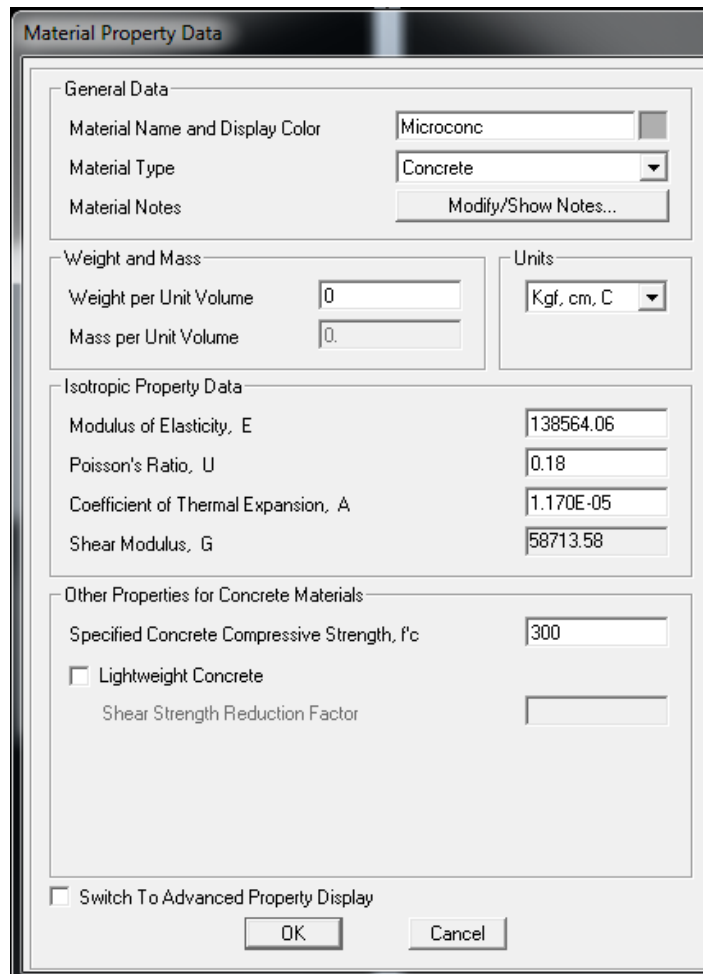 Material Property Data
General Data
Material Name and Display Color Microconc
Material Type Concrete
Material Notes Modify/Show Notes...
Weight and Mass
Weight per Unit Volume 0
Mass per Unit Volume 0.
Units
Kgf, cm, C
Isotropic Property Data
Modulus of Elasticity, E 138564.06
Poisson's Ratio, U 0.18
Coefficient of Thermal Expansion, A 1.170E-05
Shear Modulus, G 58713.58
Other Properties for Concrete Materials
Specified Concrete Compressive Strength, f'c 300
Lightweight Concrete
Shear Strength Reduction Factor
Switch To Advanced Property Display
OK Cancel